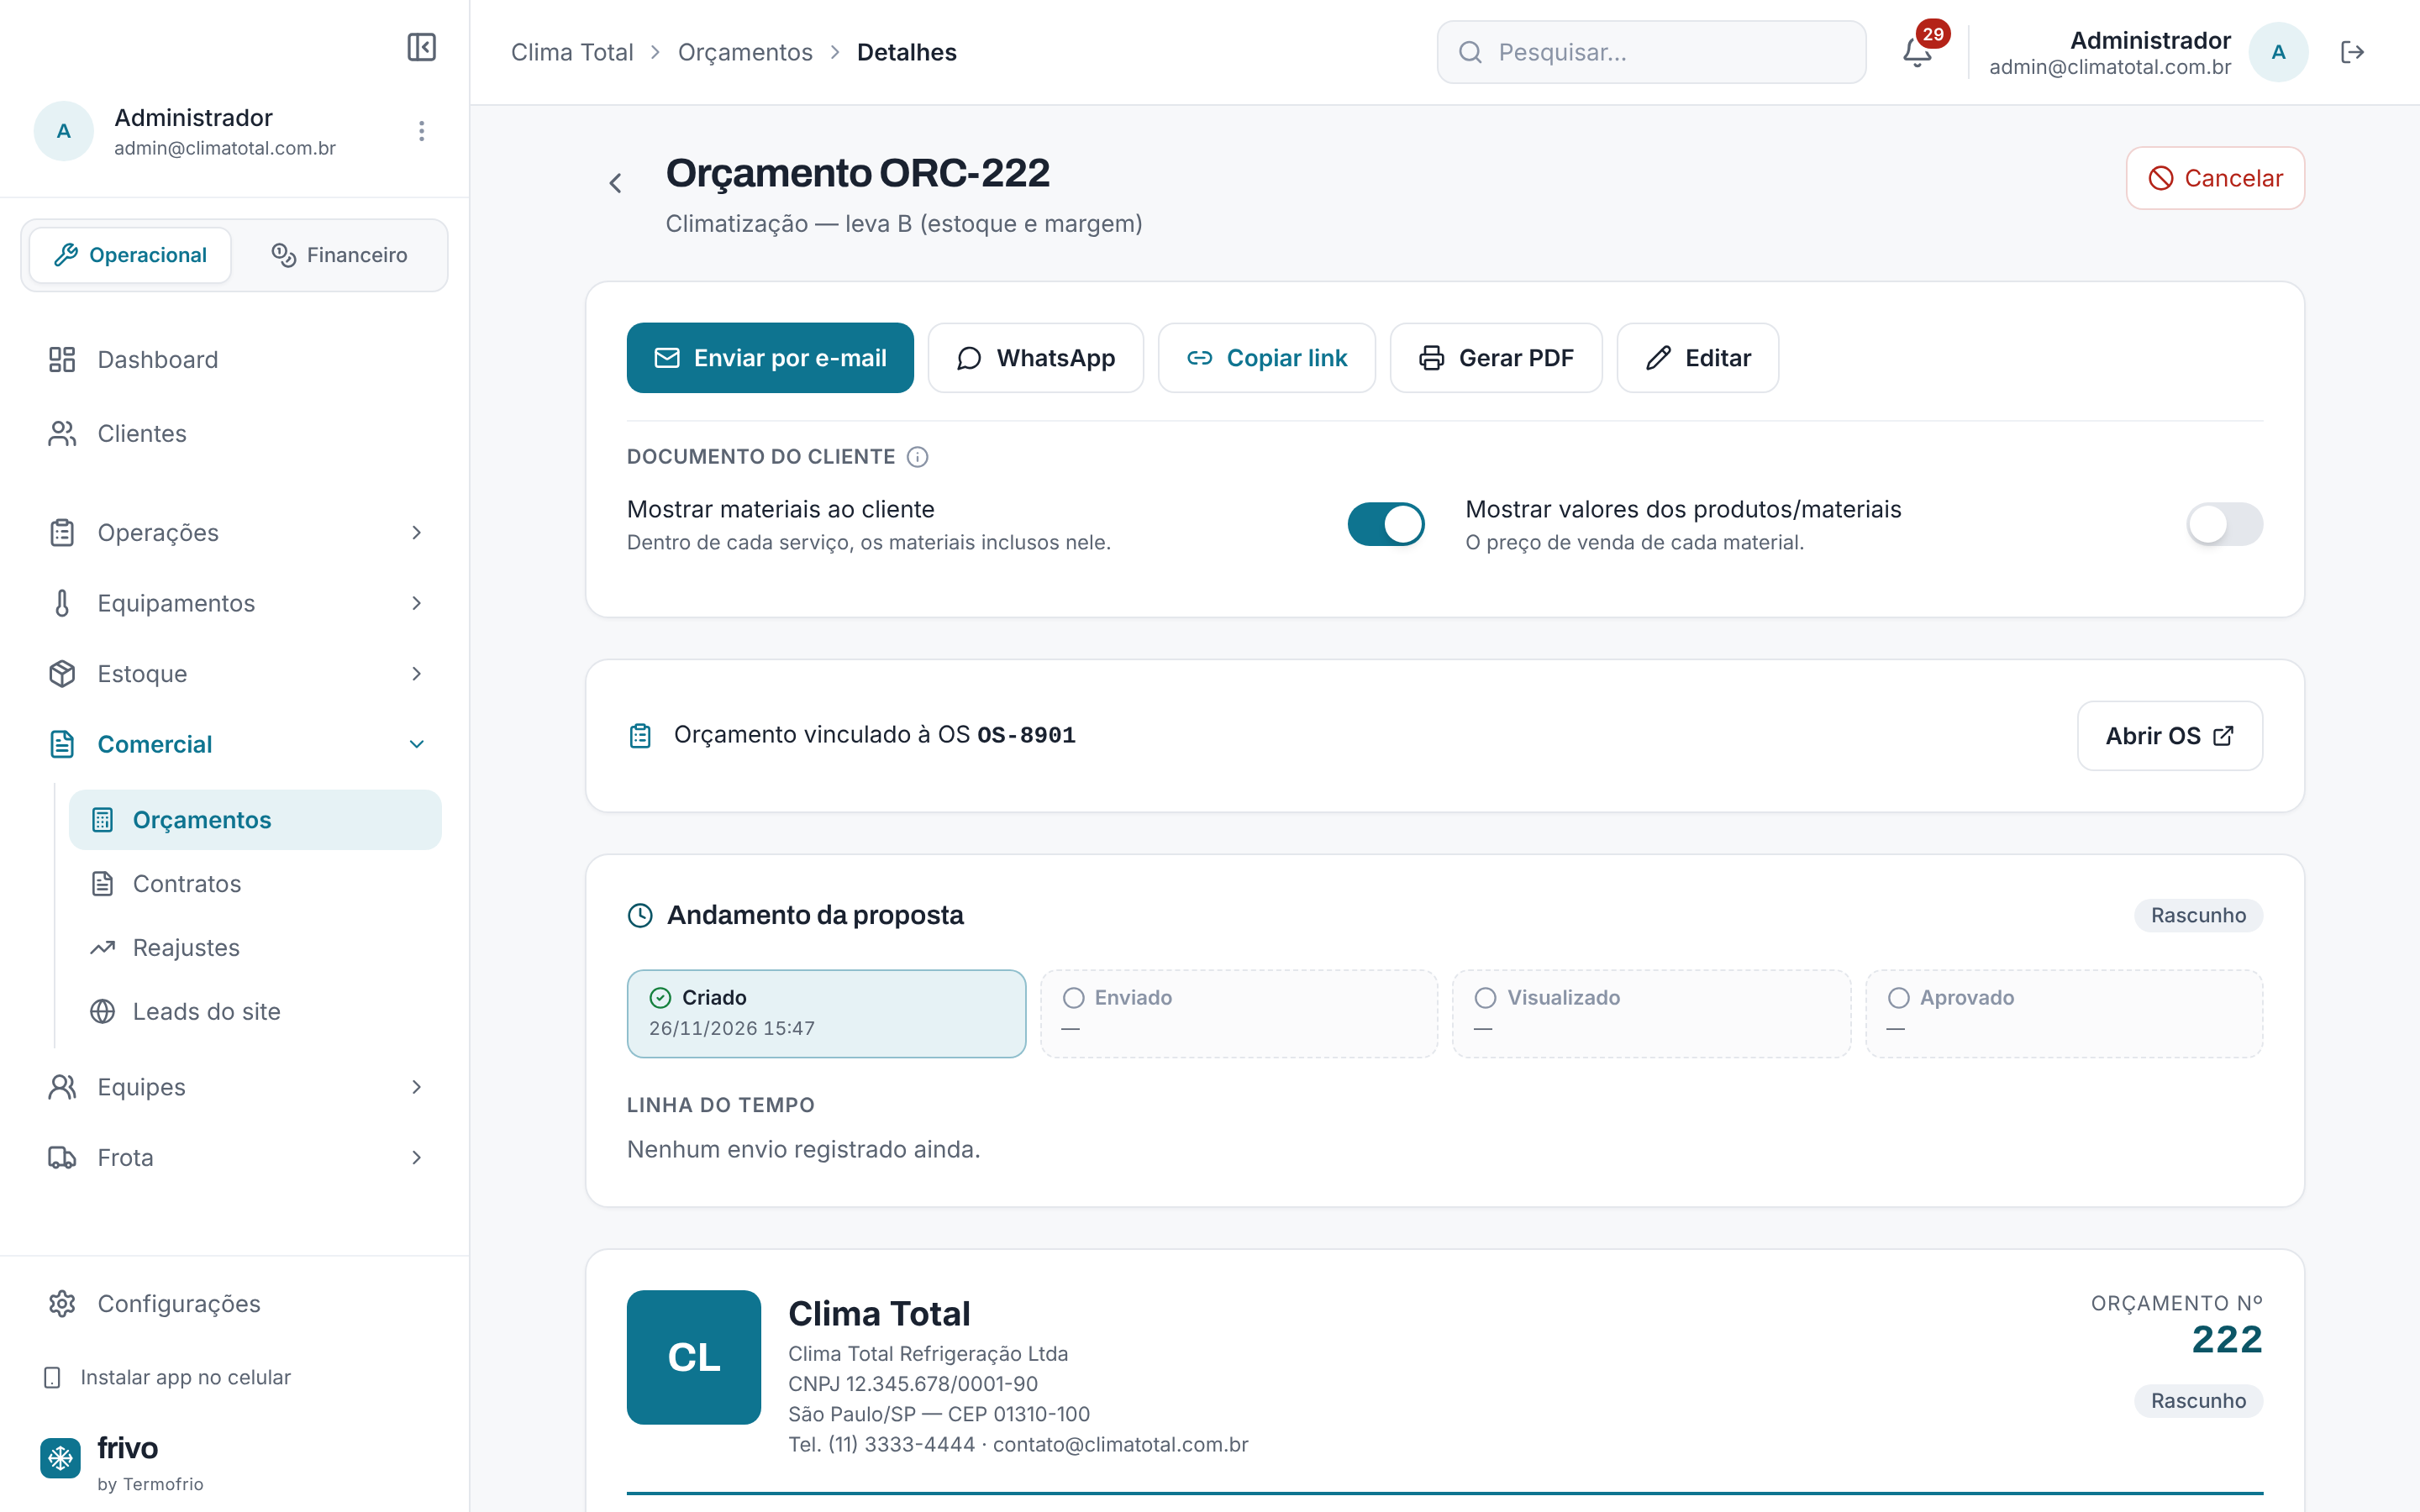 Administrador
admin@climatotal.com.br
A
Operacional
Financeiro
Dashboard
Clientes
Operações
Equipamentos
Estoque
Comercial
Orçamentos
Contratos
Reajustes
Leads do site
Equipes
Frota
Configurações
Instalar app no celular
frivo
by Termofrio
Clima Total > Orçamentos > Detalhes
Pesquisar...
29
Administrador
admin@climatotal.com.br
A
Orçamento ORC-222
Climatização — leva B (estoque e margem)
Cancelar
Enviar por e-mail
WhatsApp
Copiar link
Gerar PDF
Editar
DOCUMENTO DO CLIENTE
Mostrar materiais ao cliente
Dentro de cada serviço, os materiais inclusos nele.
Mostrar valores dos produtos/materiais
O preço de venda de cada material.
Orçamento vinculado à OS OS-8901
Abrir OS
Andamento da proposta
Rascunho
Criado
26/11/2026 15:47
Enviado
—
Visualizado
—
Aprovado
—
LINHA DO TEMPO
Nenhum envio registrado ainda.
CL
Clima Total
Clima Total Refrigeração Ltda
CNPJ 12.345.678/0001-90
São Paulo/SP — CEP 01310-100
Tel. (11) 3333-4444 · contato@climatotal.com.br
ORÇAMENTO Nº
222
Rascunho